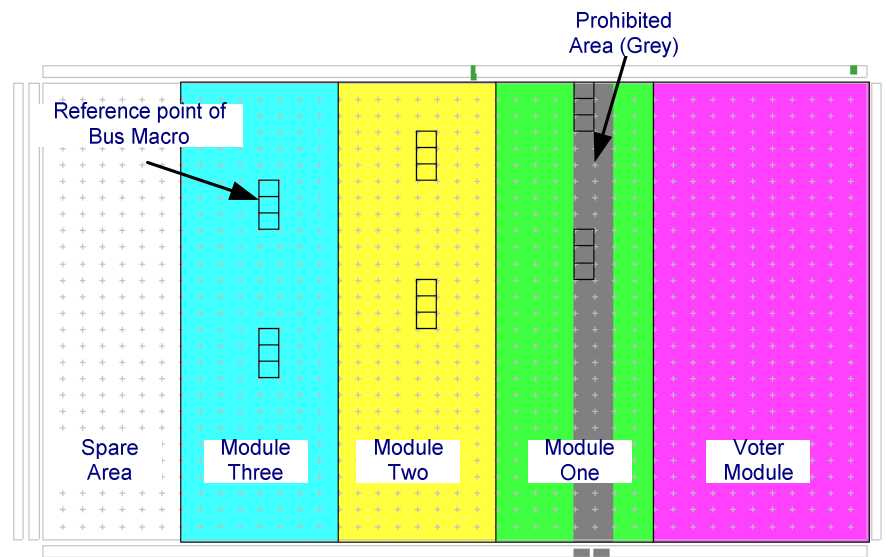 Prohibited
Area (Grey)
Reference point of
Bus Macro
Spare
Area
Module
Three
Module
Two
Module
One
Voter
Module